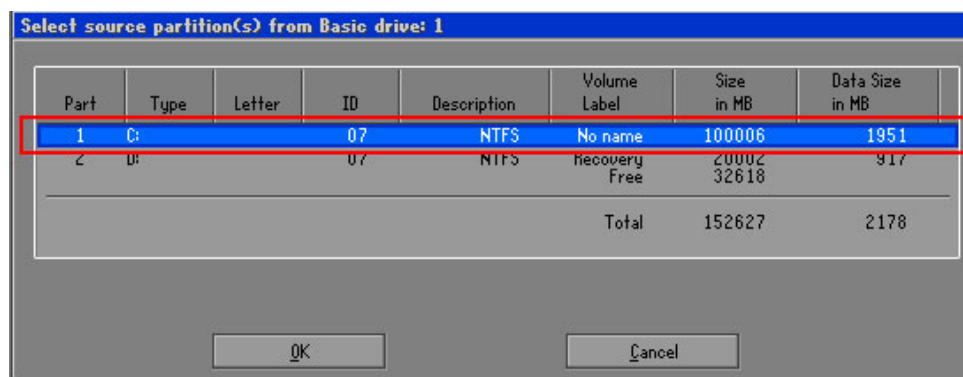 Select source partition(s) from Basic drive: 1
Part Type Letter ID Description Volume Label Size in MB Data Size in MB
1 C: 07 NTFS No name 100006 1951
2 D: 07 NTFS Recovery 20002 917
Free 32618
Total 152627 2178
OK Cancel